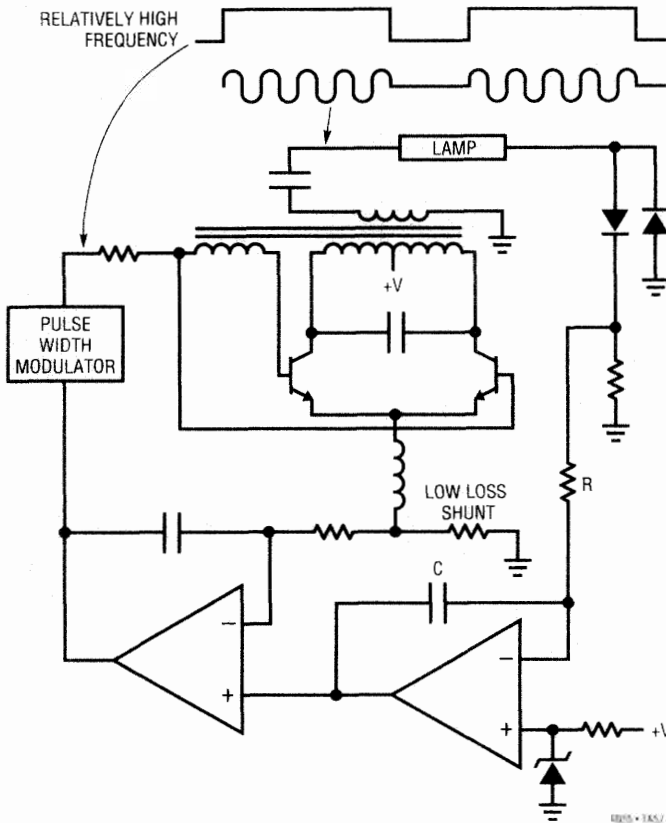 RELATIVELY HIGH
FREQUENCY
LAMP
+V
PULSE
WIDTH
MODULATOR
R
LOW LOSS
SHUNT
C
−
+
−
+
+V